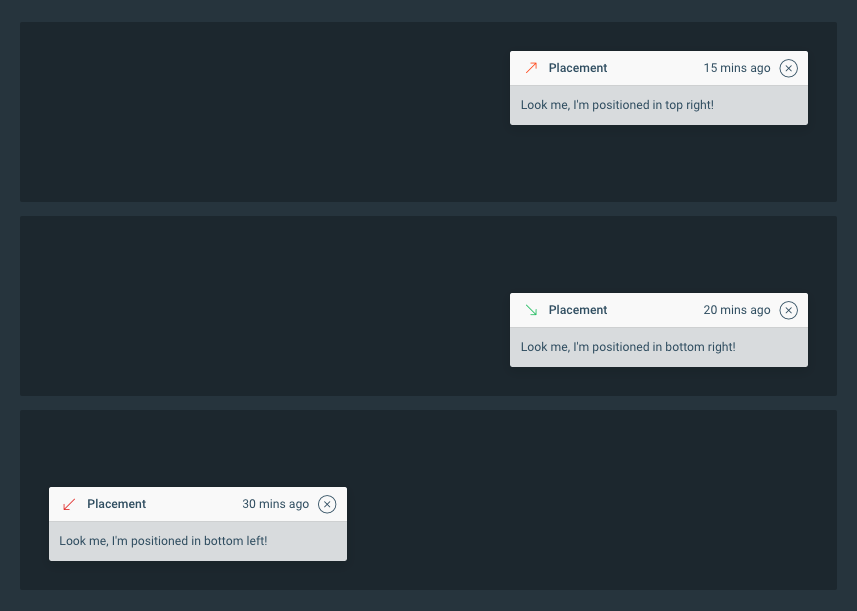 Placement 15 mins ago
Look me, I'm positioned in top right!
Placement 20 mins ago
Look me, I'm positioned in bottom right!
Placement 30 mins ago
Look me, I'm positioned in bottom left!